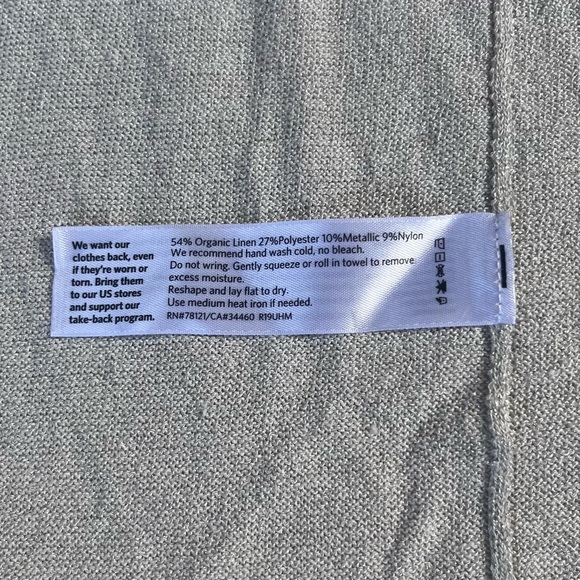 We want our
clothes back, even
if they're worn or
torn. Bring them
to our US stores
and support our
take-back program.
54% Organic Linen 27%Polyester 10%Metallic 9%Nylon
We recommend hand wash cold, no bleach.
Do not wring. Gently squeeze or roll in towel to remove
excess moisture.
Reshape and lay flat to dry.
Use medium heat iron if needed.
RN#78121/CA#34460 R19UHM